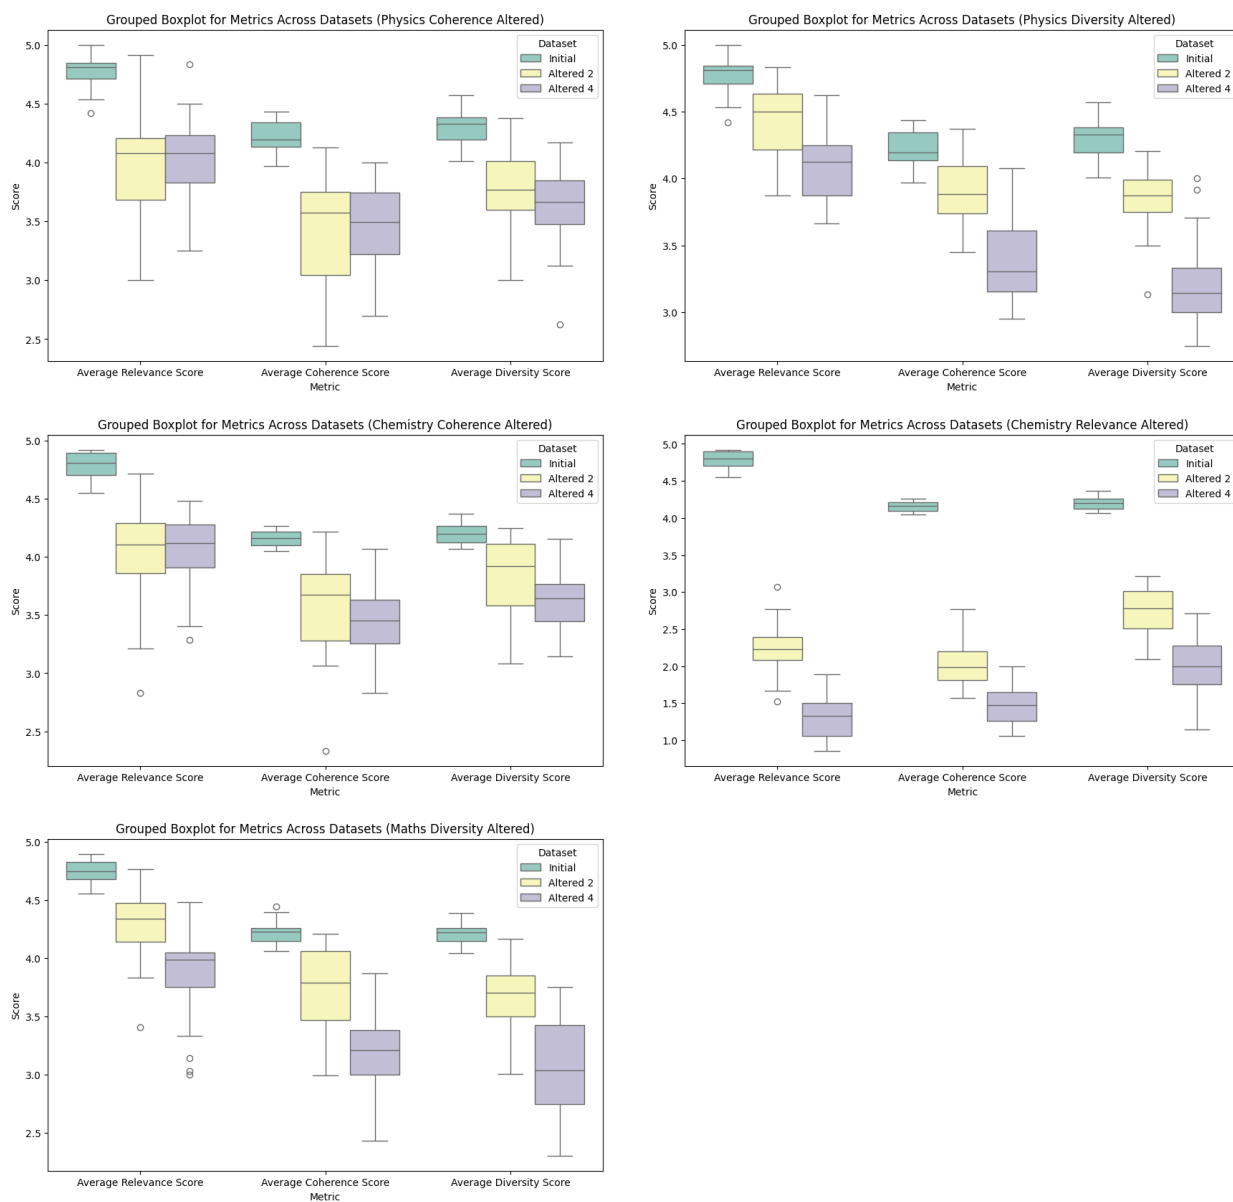 Grouped Boxplot for Metrics Across Datasets (Physics Coherence Altered)
5.0
4.5
4.0
3.5
3.0
2.5
Score
Dataset
Initial
Altered 2
Altered 4
Average Relevance Score Average Coherence Score Average Diversity Score
Metric
Grouped Boxplot for Metrics Across Datasets (Physics Diversity Altered)
5.0
4.5
4.0
3.5
3.0
Score
Dataset
Initial
Altered 2
Altered 4
Average Relevance Score Average Coherence Score Average Diversity Score
Metric
Grouped Boxplot for Metrics Across Datasets (Chemistry Coherence Altered)
5.0
4.5
4.0
3.5
3.0
2.5
Score
Dataset
Initial
Altered 2
Altered 4
Average Relevance Score Average Coherence Score Average Diversity Score
Metric
Grouped Boxplot for Metrics Across Datasets (Chemistry Relevance Altered)
5.0
4.5
4.0
3.5
3.0
2.5
2.0
1.5
1.0
Score
Dataset
Initial
Altered 2
Altered 4
Average Relevance Score Average Coherence Score Average Diversity Score
Metric
Grouped Boxplot for Metrics Across Datasets (Maths Diversity Altered)
5.0
4.5
4.0
3.5
3.0
2.5
Score
Dataset
Initial
Altered 2
Altered 4
Average Relevance Score Average Coherence Score Average Diversity Score
Metric